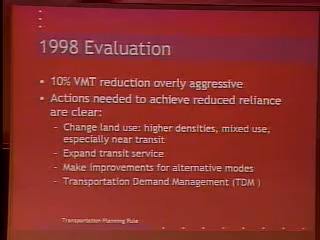 1998 Evaluation
• 10% VMT reduction overly aggressive
• Actions needed to achieve reduced reliance
are clear:
– Change land use: higher densities, mixed use,
especially near transit
– Expand transit service
– Make improvements for alternative modes
– Transportation Demand Management (TDM )
Transportation Planning Rule